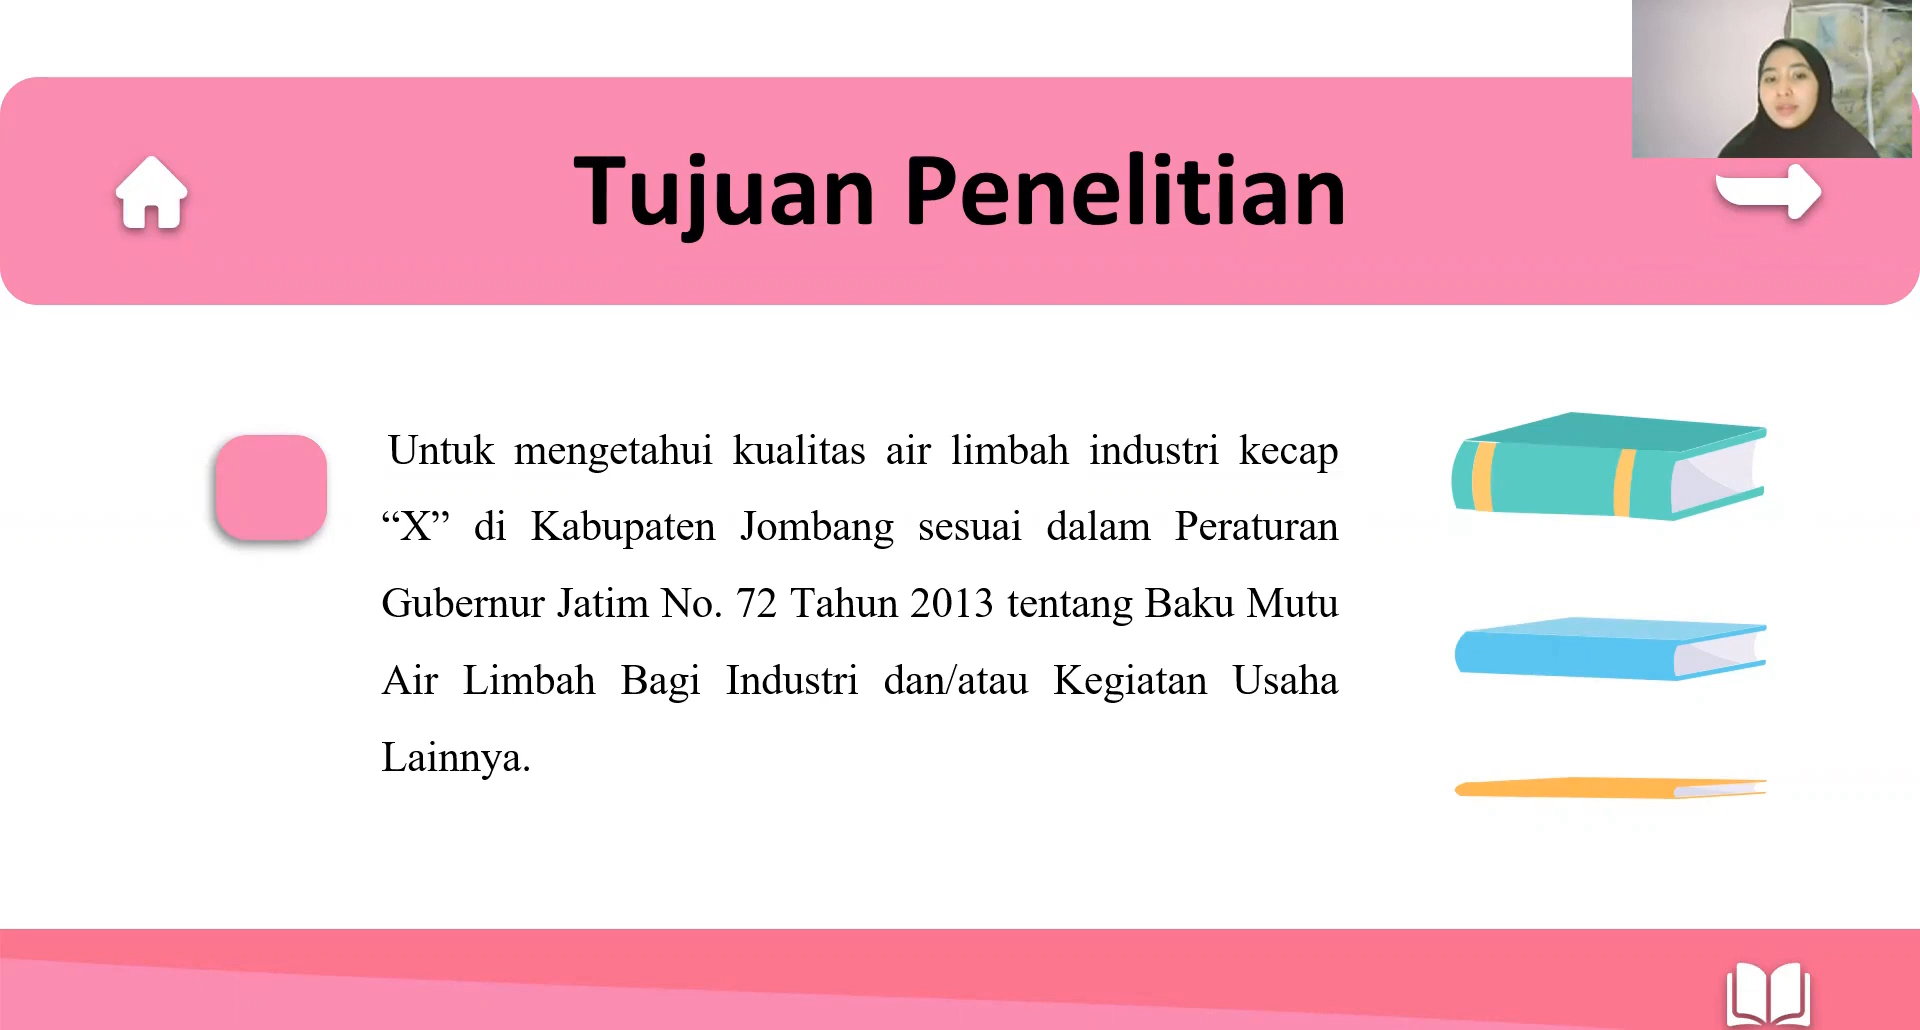 Tujuan Penelitian
Untuk mengetahui kualitas air limbah industri kecap
“X” di Kabupaten Jombang sesuai dalam Peraturan
Gubernur Jatim No. 72 Tahun 2013 tentang Baku Mutu
Air Limbah Bagi Industri dan/atau Kegiatan Usaha
Lainnya.